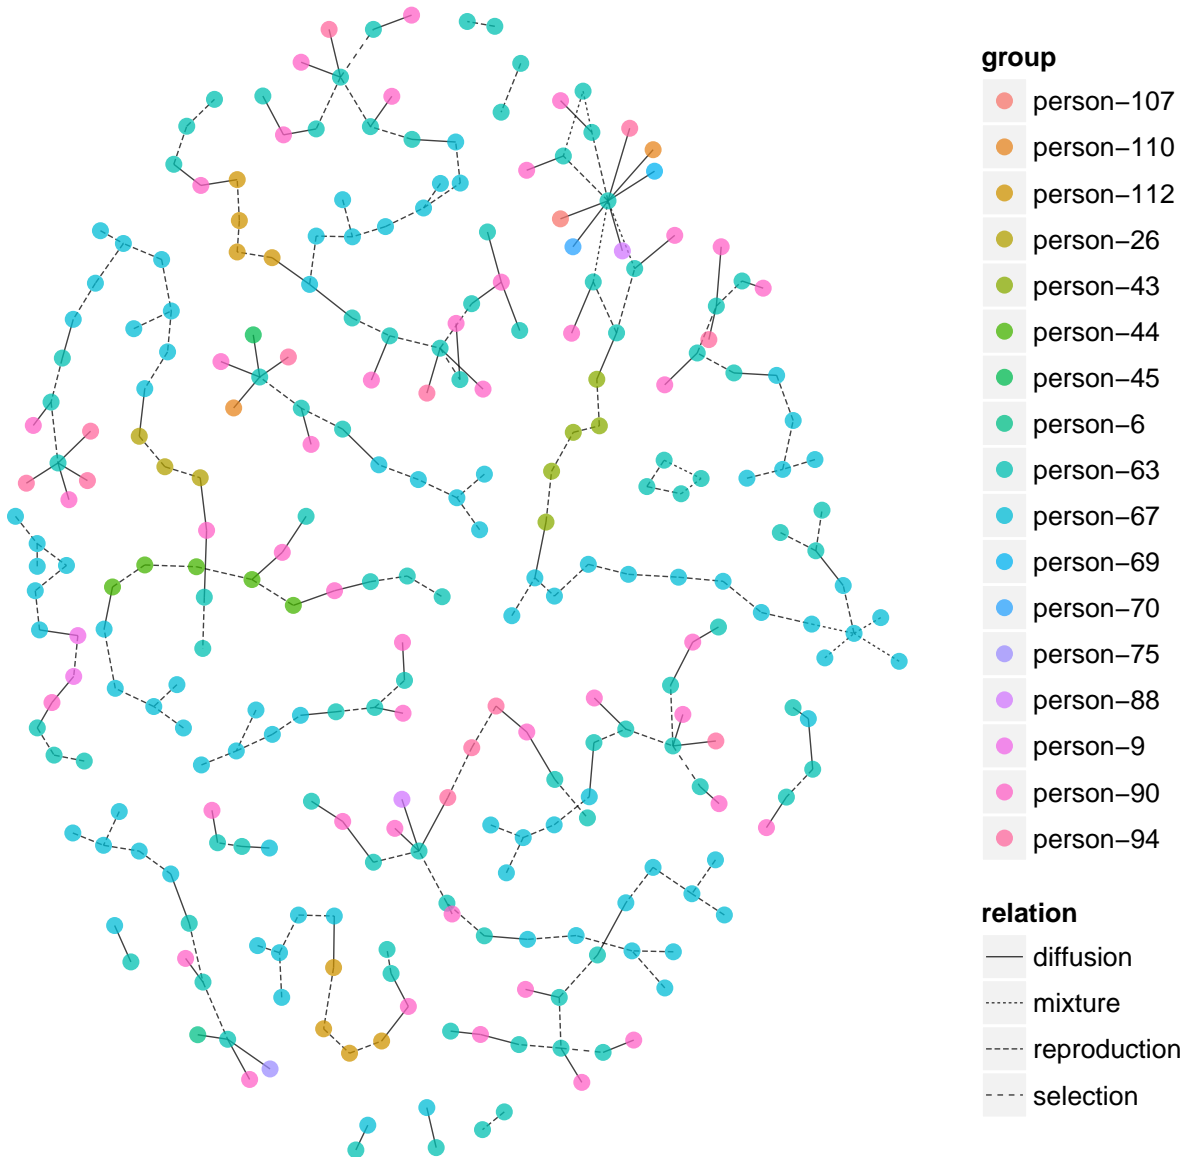 group
person−107
person−110
person−112
person−26
person−43
person−44
person−45
person−6
person−63
person−67
person−69
person−70
person−75
person−88
person−9
person−90
person−94
relation
diffusion
mixture
reproduction
selection